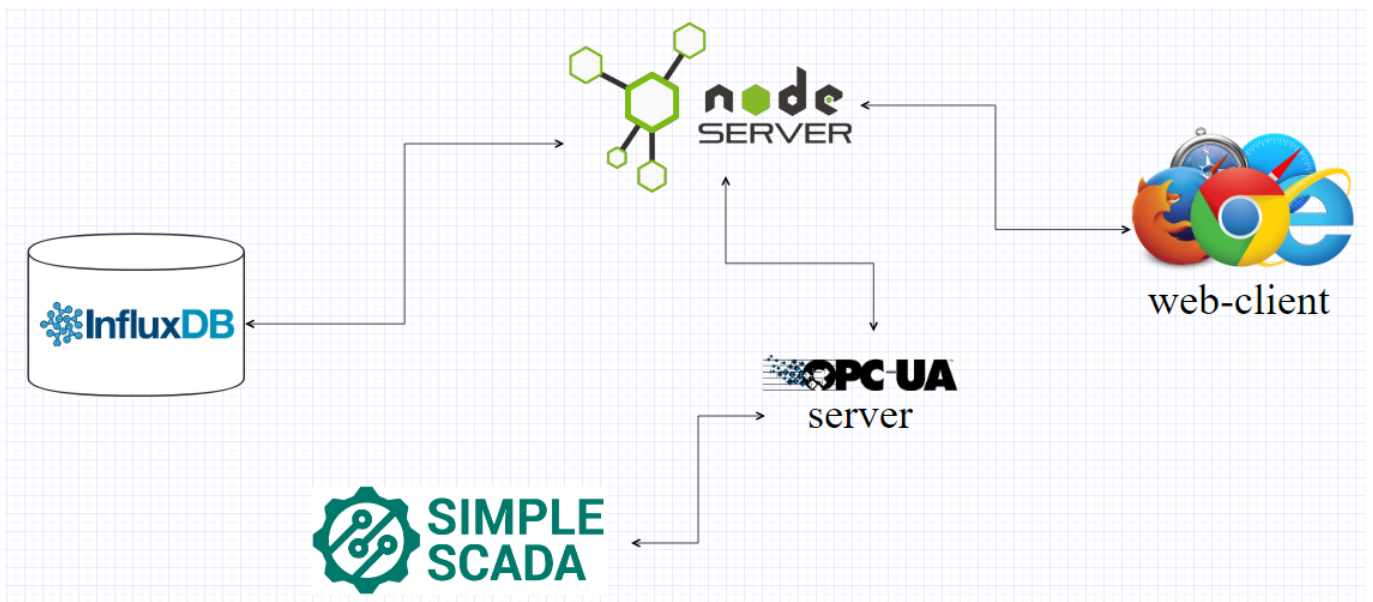 node
SERVER
InfluxDB
web-client
OPC-UA
server
SIMPLE
SCADA